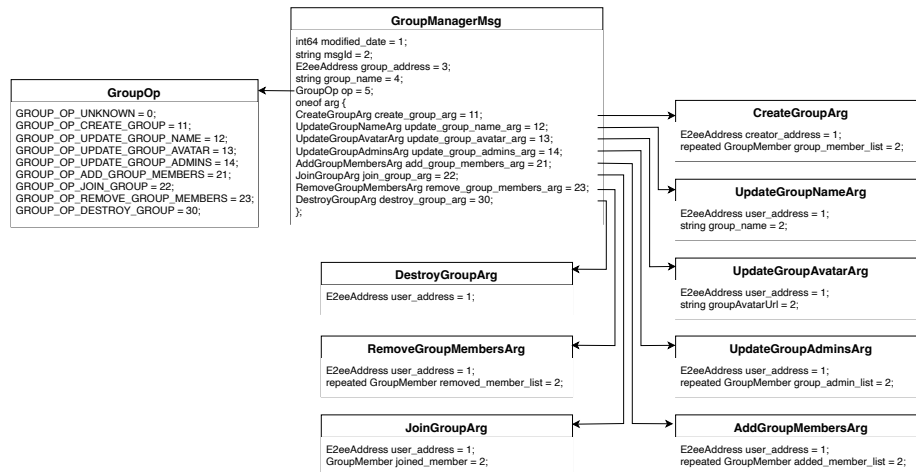 GroupManagerMsg
int64 modified_date = 1;
string msgId = 2;
E2eeAddress group_address = 3;
string group_name = 4;
GroupOp op = 5;
oneof arg {
CreateGroupArg create_group_arg = 11;
UpdateGroupNameArg update_group_name_arg = 12;
UpdateGroupAvatarArg update_group_avatar_arg = 13;
UpdateGroupAdminsArg update_group_admins_arg = 14;
AddGroupMembersArg add_group_members_arg = 21;
JoinGroupArg join_group_arg = 22;
RemoveGroupMembersArg remove_group_members_arg = 23;
DestroyGroupArg destroy_group_arg = 30;
};
GroupOp
GROUP_OP_UNKNOWN = 0;
GROUP_OP_CREATE_GROUP = 11;
GROUP_OP_UPDATE_GROUP_NAME = 12;
GROUP_OP_UPDATE_GROUP_AVATAR = 13;
GROUP_OP_UPDATE_GROUP_ADMINS = 14;
GROUP_OP_ADD_GROUP_MEMBERS = 21;
GROUP_OP_JOIN_GROUP = 22;
GROUP_OP_REMOVE_GROUP_MEMBERS = 23;
GROUP_OP_DESTROY_GROUP = 30;
CreateGroupArg
E2eeAddress creator_address = 1;
repeated GroupMember group_member_list = 2;
UpdateGroupNameArg
E2eeAddress user_address = 1;
string group_name = 2;
DestroyGroupArg
E2eeAddress user_address = 1;
UpdateGroupAvatarArg
E2eeAddress user_address = 1;
string groupAvatarUrl = 2;
RemoveGroupMembersArg
E2eeAddress user_address = 1;
repeated GroupMember removed_member_list = 2;
UpdateGroupAdminsArg
E2eeAddress user_address = 1;
repeated GroupMember group_admin_list = 2;
JoinGroupArg
E2eeAddress user_address = 1;
GroupMember joined_member = 2;
AddGroupMembersArg
E2eeAddress user_address = 1;
repeated GroupMember added_member_list = 2;